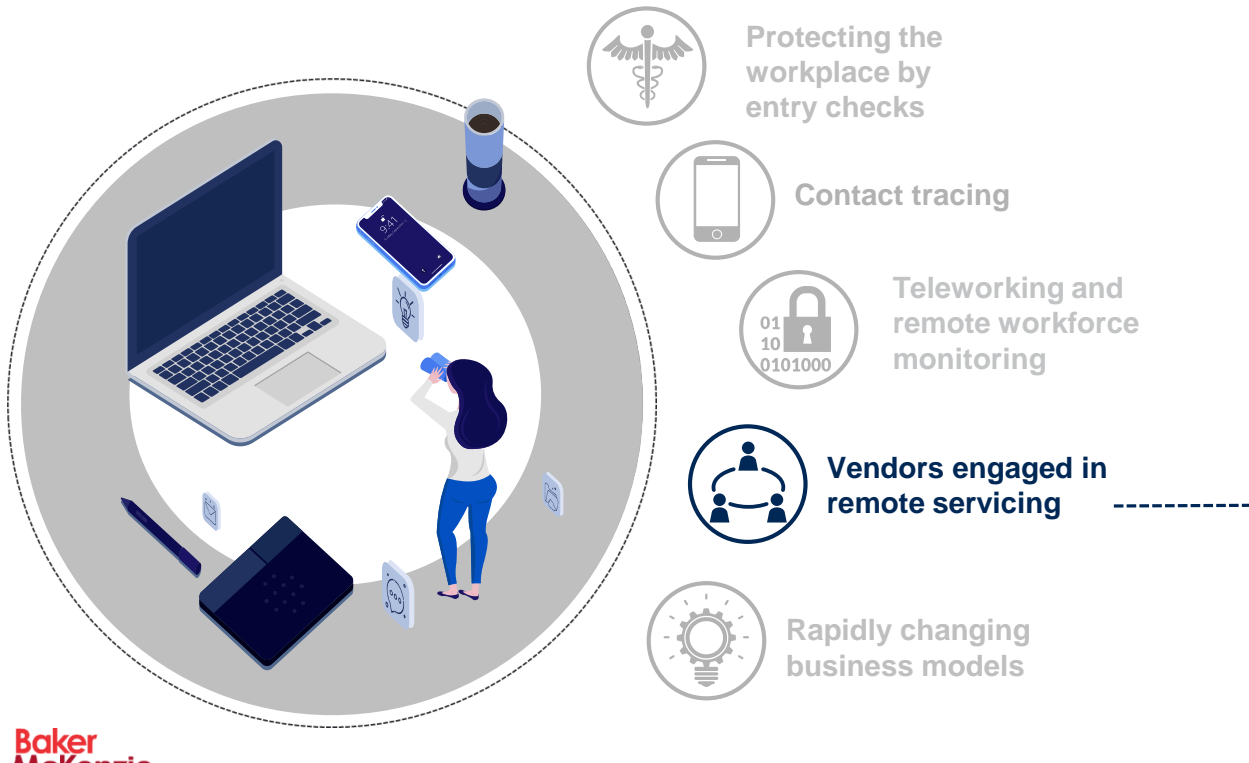 Protecting the
workplace by
entry checks
Contact tracing
9:41
01
10
0101000
Teleworking and
remote workforce
monitoring
Vendors engaged in
remote servicing
Rapidly changing
business models
Baker
McKenzie